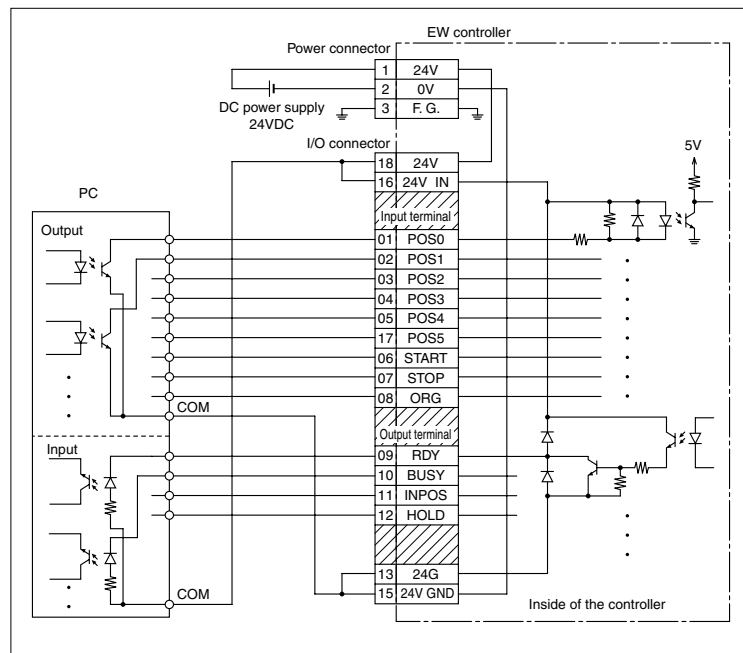 EW controller
Power connector
1 24V
2 0V
3 F. G.
DC power supply
24VDC
I/O connector
18 24V
16 24V IN
5V
PC
Input terminal
Output
01 POS0
02 POS1
03 POS2
04 POS3
05 POS4
17 POS5
06 START
07 STOP
08 ORG
COM
Output terminal
Input
09 RDY
10 BUSY
11 INPOS
12 HOLD
13 24G
COM
15 24V GND
Inside of the controller